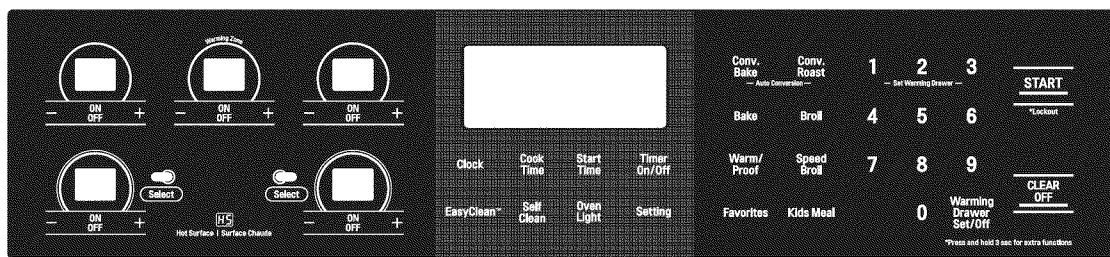 Warming Zone
ON
OFF
ON
OFF
ON
OFF
ON
OFF
Select
Select
ON
OFF
HS
Hot Surface | Surface Chaude
Clock
Cook
Time
Start
Time
Timer
On/Off
EasyClean™
Self
Clean
Oven
Light
Setting
Conv.
Bake
Conv.
Roast
— Auto Conversion —
Bake
Broil
Warm/
Proof
Speed
Broil
Favorites
Kids Meal
1 2 3
— Set Warming Drawer —
4 5 6
7 8 9
0
Warming
Drawer
Set/Off
START
*Lockout
CLEAR
OFF
*Press and hold 3 sec for extra functions